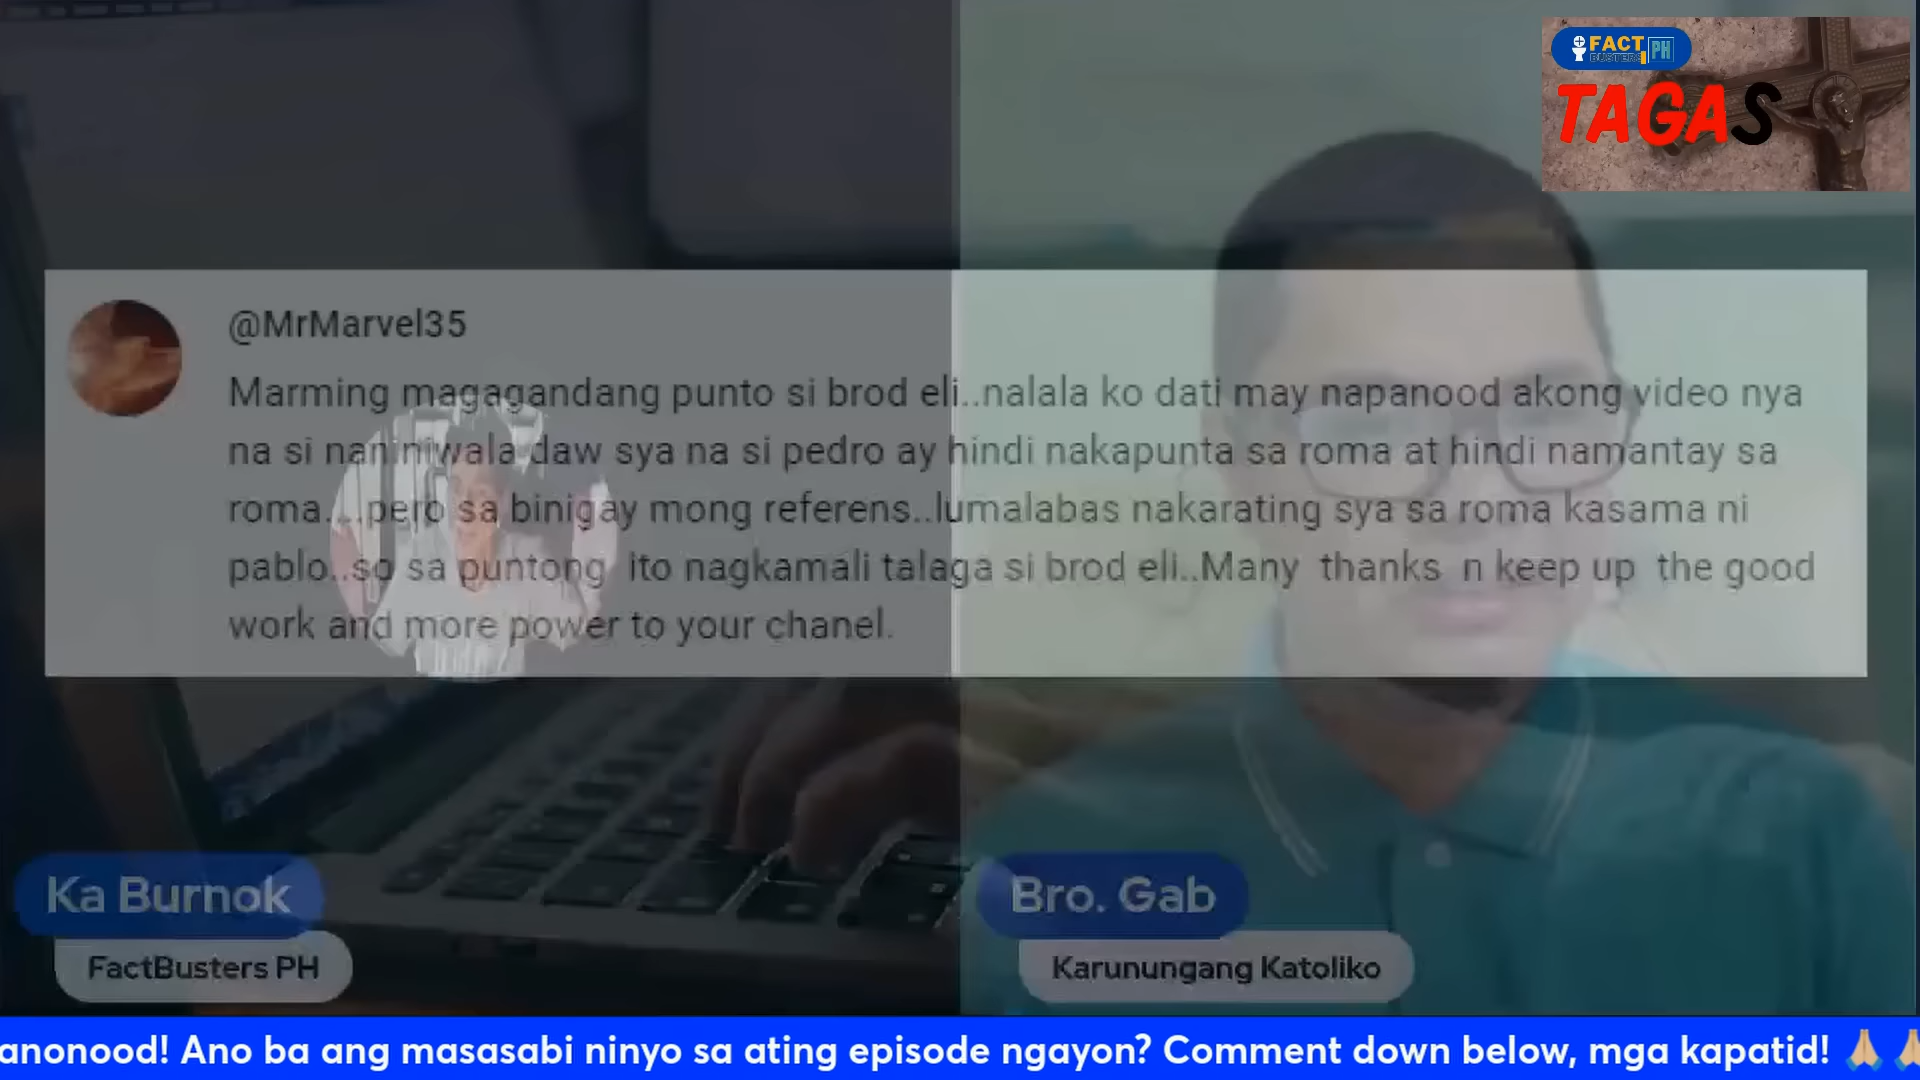 FACT
BUSTERS PH
TAGAS
@MrMarvel35
Marming magagandang punto si brod eli..nalala ko dati may napanood akong video nya
na si naniniwala daw sya na si pedro ay hindi nakapunta sa roma at hindi namantay sa
roma....pero sa binigay mong referens..lumalabas nakarating sya sa roma kasama ni
pablo..so sa puntong ito nagkamali talaga si brod eli..Many thanks n keep up the good
work and more power to your chanel.
Ka Burnok
FactBusters PH
Bro. Gab
Karunungang Katoliko
anonood! Ano ba ang masasabi ninyo sa ating episode ngayon? Comment down below, mga kapatid! 🙏🏼 🙏🏼